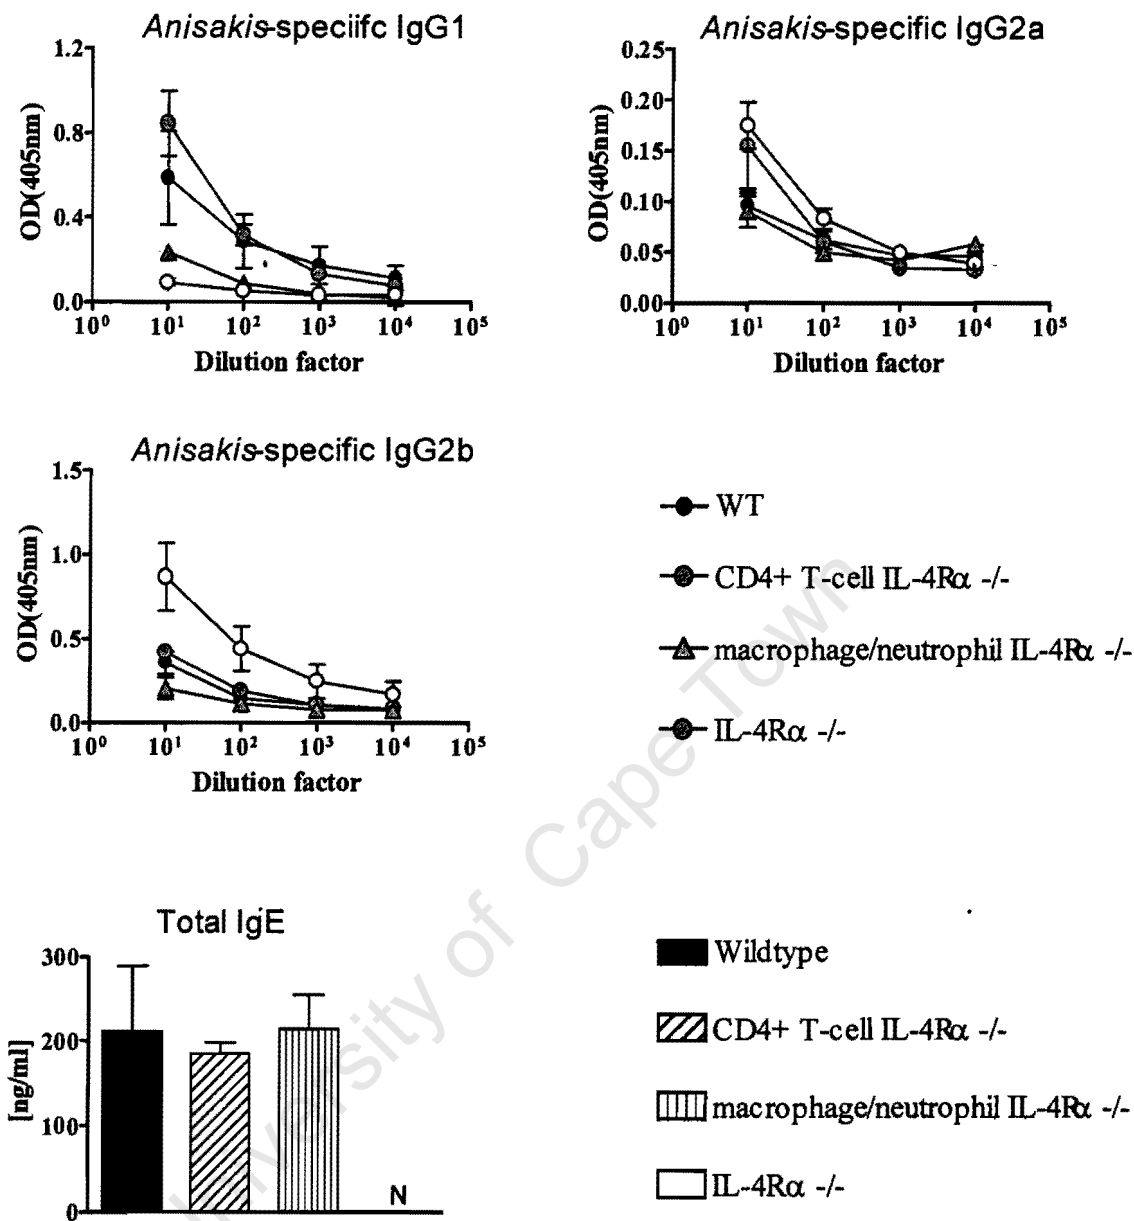 Anisakis-speciifc IgG1
1.2
0.8
0.4
0.0
OD(405nm)
10⁰ 10¹ 10² 10³ 10⁴ 10⁵
Dilution factor
Anisakis-specific IgG2a
0.25
0.20
0.15
0.10
0.05
0.00
OD(405nm)
10⁰ 10¹ 10² 10³ 10⁴ 10⁵
Dilution factor
Anisakis-specific IgG2b
1.5
1.0
0.5
0.0
OD(405nm)
10⁰ 10¹ 10² 10³ 10⁴ 10⁵
Dilution factor
WT
CD4+ T-cell IL-4Rα -/-
macrophage/neutrophil IL-4Rα -/-
IL-4Rα -/-
Total IgE
300
200
100
0
[ng/ml]
N
Wildtype
CD4+ T-cell IL-4Rα -/-
macrophage/neutrophil IL-4Rα -/-
IL-4Rα -/-
University of Cape Town